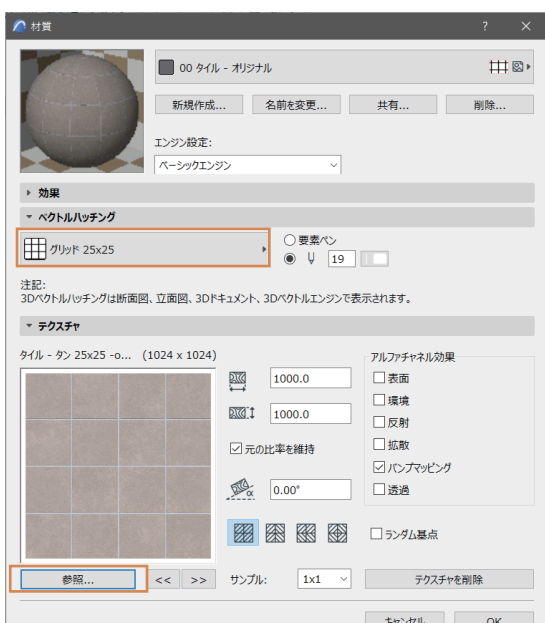 材質 ?
00 タイル - オリジナル
新規作成... 名前を変更... 共有... 削除...
エンジン設定:
ベーシックエンジン
効果
ベクトルハッチング
グリッド 25x25
要素ペン
19
注記:
3Dベクトルハッチングは断面図、立面図、3Dドキュメント、3Dベクトルエンジンで表示されます。
テクスチャ
タイル - タン 25x25 -o... (1024 x 1024)
1000.0
1000.0
元の比率を維持
α 0.00°
アルファチャネル効果
表面
環境
反射
拡散
バンプマッピング
透過
ランダム基点
参照... << >> サンプル: 1x1 テクスチャを削除
キャンセル OK